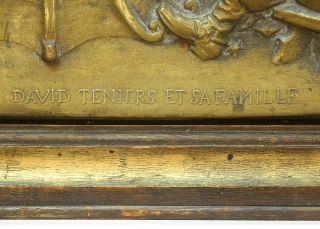 DAVID TENIERS ET SA FAMILLE